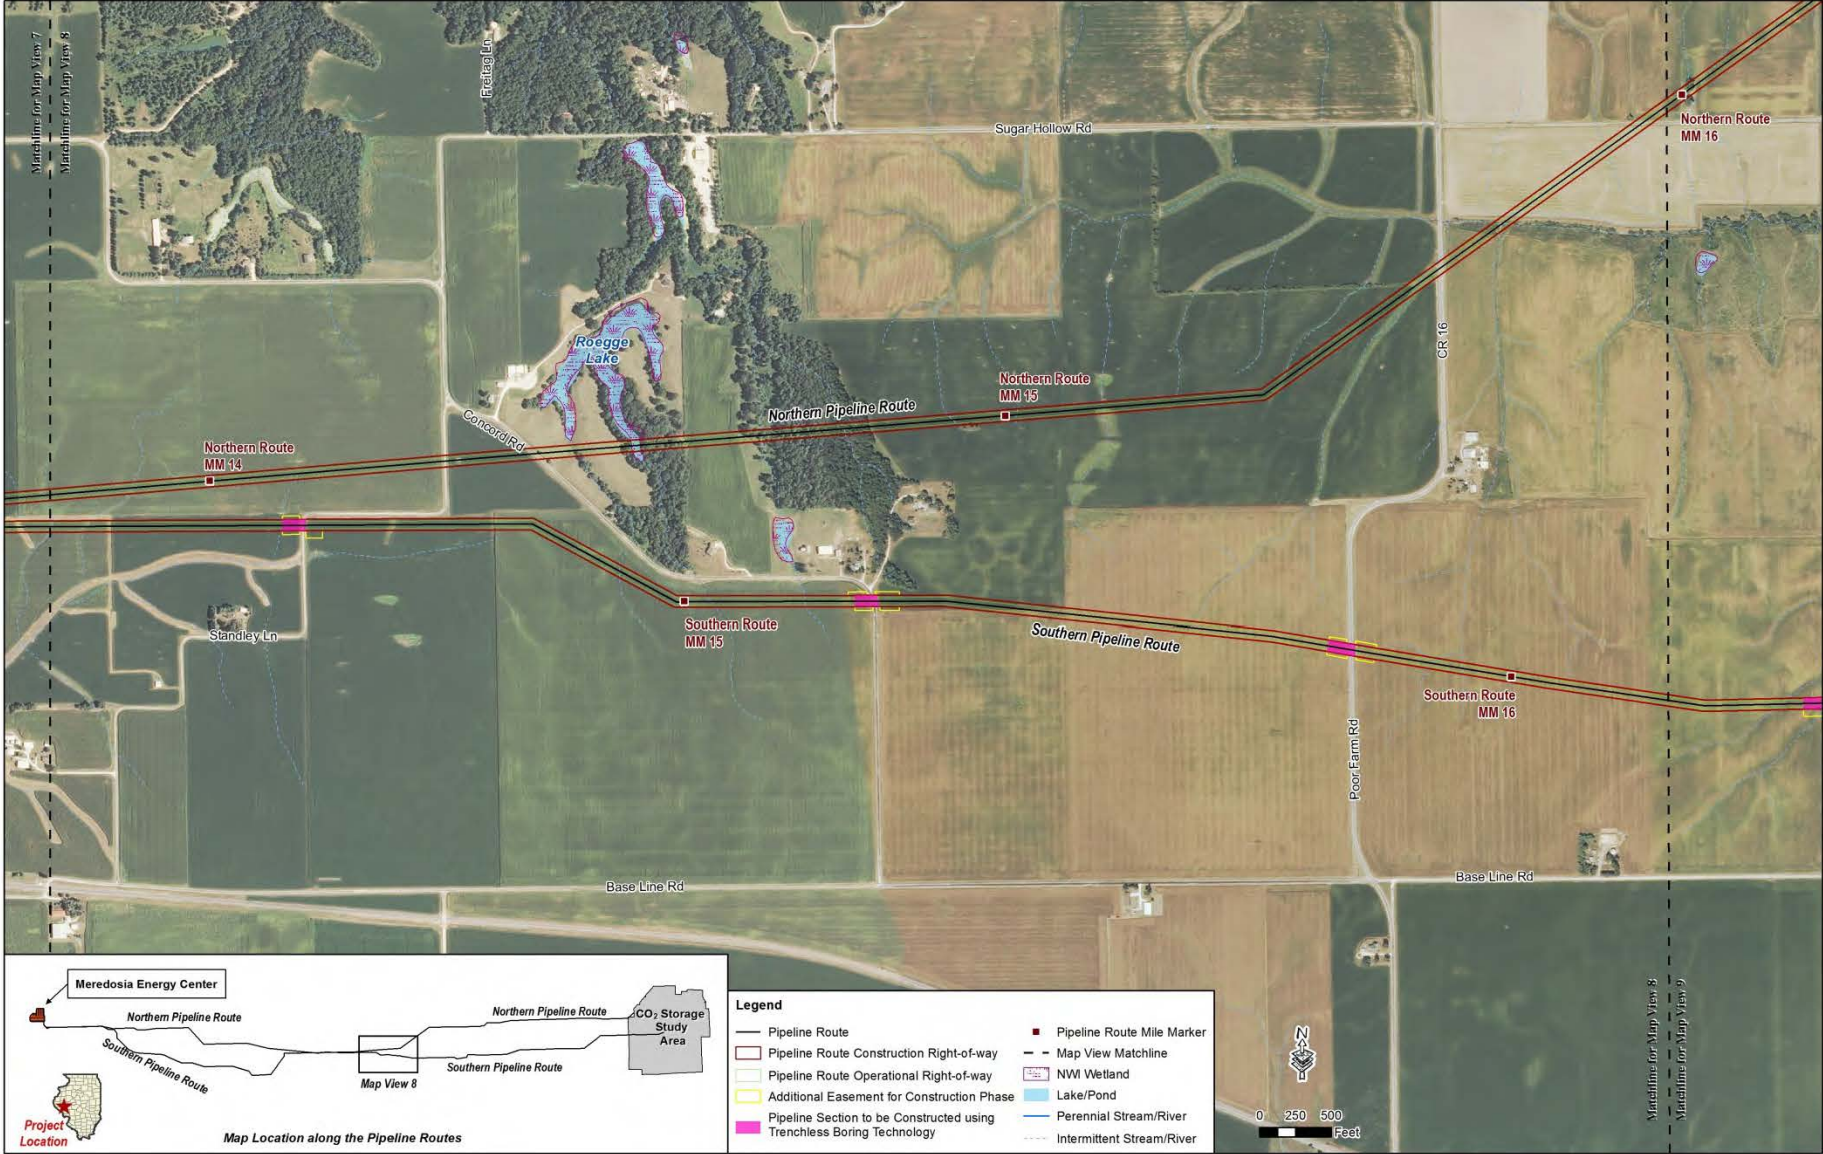 Matchline for Map View 7
Matchline for Map View 8
Freitag Ln
Sugar Hollow Rd
Northern Route
MM 16
Roegge
Lake
CR 16
Concord Rd
Northern Pipeline Route
Northern Route
MM 15
Northern Route
MM 14
Standley Ln
Southern Route
MM 15
Southern Pipeline Route
Southern Route
MM 16
Poor Farm Rd
Base Line Rd
Base Line Rd
Matchline for Map View 8
Matchline for Map View 9
Meredosia Energy Center
Northern Pipeline Route
Southern Pipeline Route
Northern Pipeline Route
Southern Pipeline Route
CO₂ Storage
Study
Area
Map View 8
Project
Location
Map Location along the Pipeline Routes
Legend
Pipeline Route
Pipeline Route Construction Right-of-way
Pipeline Route Operational Right-of-way
Additional Easement for Construction Phase
Pipeline Section to be Constructed using
Trenchless Boring Technology
Pipeline Route Mile Marker
Map View Matchline
NWI Wetland
Lake/Pond
Perennial Stream/River
Intermittent Stream/River
N
0 250 500
Feet